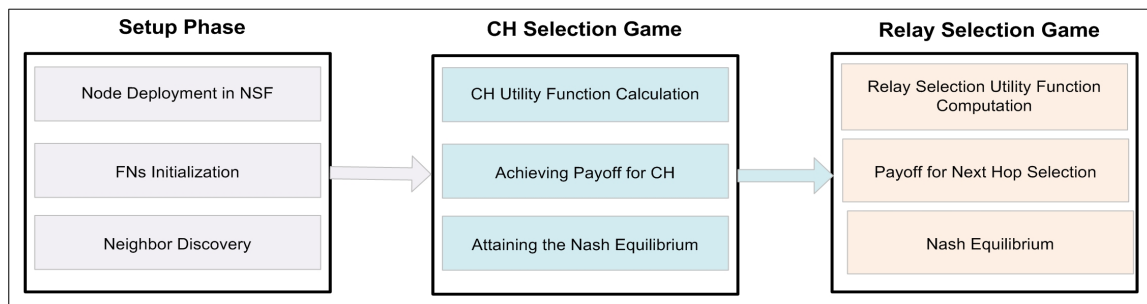 Setup Phase
Node Deployment in NSF
FNs Initialization
Neighbor Discovery
CH Selection Game
CH Utility Function Calculation
Achieving Payoff for CH
Attaining the Nash Equilibrium
Relay Selection Game
Relay Selection Utility Function
Computation
Payoff for Next Hop Selection
Nash Equilibrium